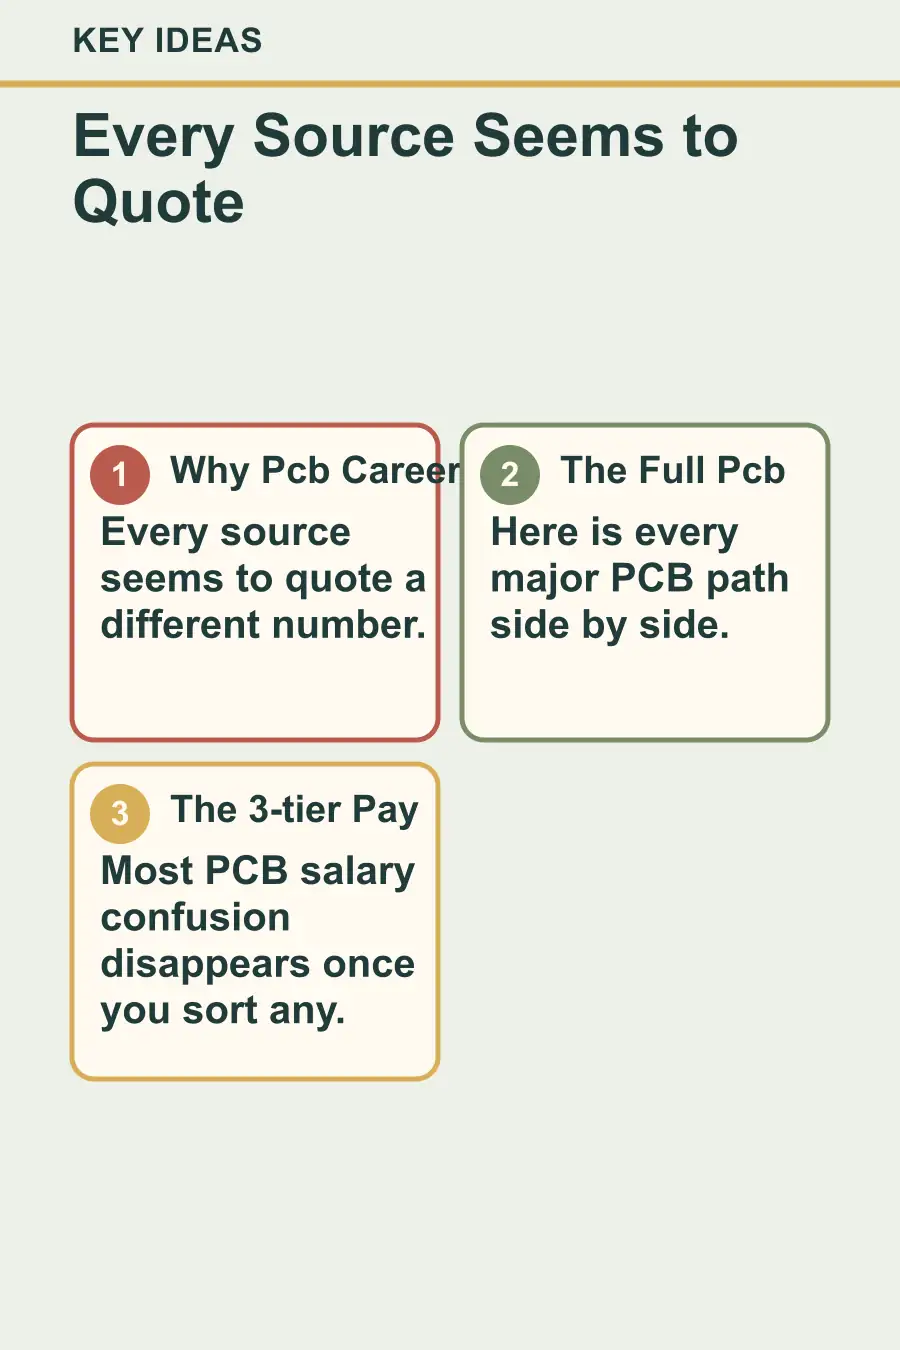 KEY IDEAS
Every Source Seems to
Quote
1
Why Pcb Career
Every source
seems to quote a
different number.
2
The Full Pcb
Here is every
major PCB path
side by side.
3
The 3-tier Pay
Most PCB salary
confusion
disappears once
you sort any.